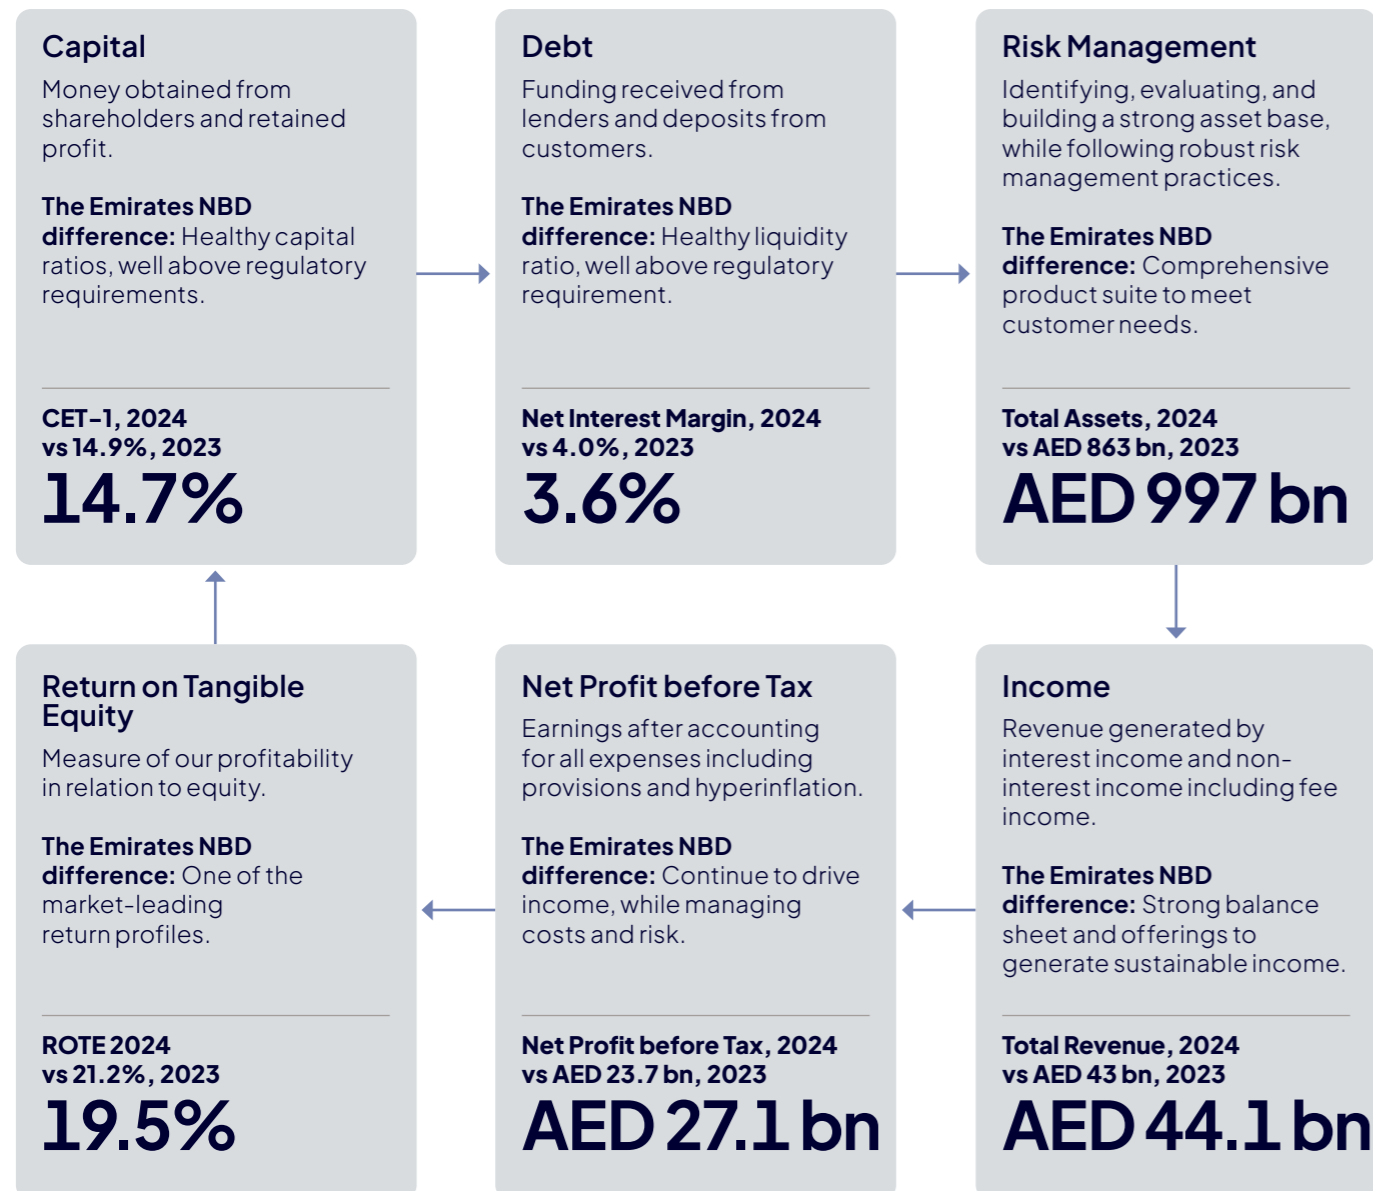 Capital
Money obtained from
shareholders and retained
profit.
The Emirates NBD
difference: Healthy capital
ratios, well above regulatory
requirements.
CET-1, 2024
vs 14.9%, 2023
14.7%
Debt
Funding received from
lenders and deposits from
customers.
The Emirates NBD
difference: Healthy liquidity
ratio, well above regulatory
requirement.
Net Interest Margin, 2024
vs 4.0%, 2023
3.6%
Risk Management
Identifying, evaluating, and
building a strong asset base,
while following robust risk
management practices.
The Emirates NBD
difference: Comprehensive
product suite to meet
customer needs.
Total Assets, 2024
vs AED 863 bn, 2023
AED 997 bn
Return on Tangible
Equity
Measure of our profitability
in relation to equity.
The Emirates NBD
difference: One of the
market-leading
return profiles.
ROTE 2024
vs 21.2%, 2023
19.5%
Net Profit before Tax
Earnings after accounting
for all expenses including
provisions and hyperinflation.
The Emirates NBD
difference: Continue to drive
income, while managing
costs and risk.
Net Profit before Tax, 2024
vs AED 23.7 bn, 2023
AED 27.1 bn
Income
Revenue generated by
interest income and non-
interest income including fee
income.
The Emirates NBD
difference: Strong balance
sheet and offerings to
generate sustainable income.
Total Revenue, 2024
vs AED 43 bn, 2023
AED 44.1 bn